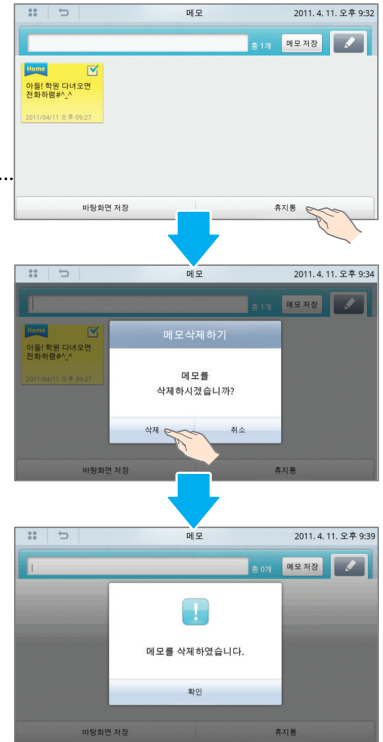 메모
2011. 4. 11. 오후 9:32
총 1개
메모 저장
Home
아들! 학원 다녀오면
전화하렴#^_^
2011/04/11 오후 09:27
...
바탕화면 저장
휴지통
메모
2011. 4. 11. 오후 9:34
총 1개
메모 저장
Home
아들! 학원 다녀오면
전화하렴#^_^
2011/04/11 오후 09:27
메모삭제하기
메모를
삭제하시겠습니까?
삭제
취소
바탕화면 저장
휴지통
메모
2011. 4. 11. 오후 9:39
총 0개
메모 저장
!
메모를 삭제하였습니다.
확인
바탕화면 저장
휴지통